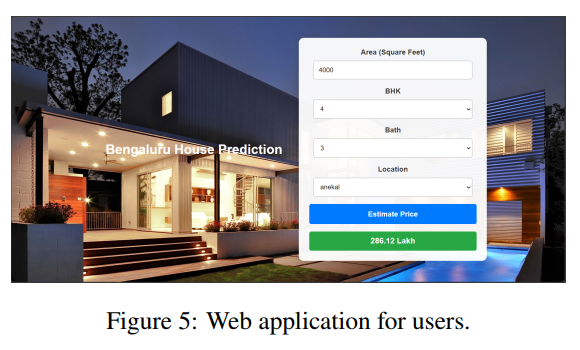 Area (Square Feet)
4000
BHK
4
Bath
3
Bengaluru House Prediction
Location
anekal
Estimate Price
286.12 Lakh
Figure 5: Web application for users.